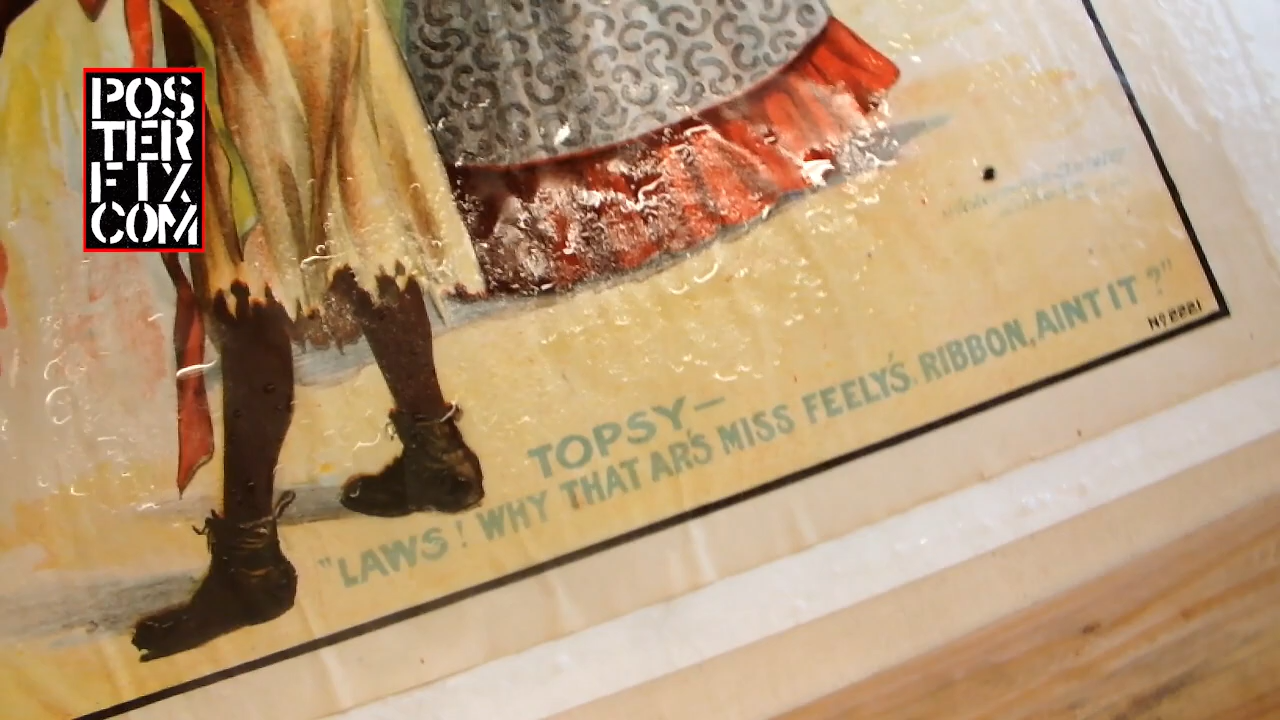 POS
TER
FIX
COM
TOPSY—
"LAWS! WHY THAT AR'S MISS FEELY'S RIBBON, AINT IT?"
Nº 2221